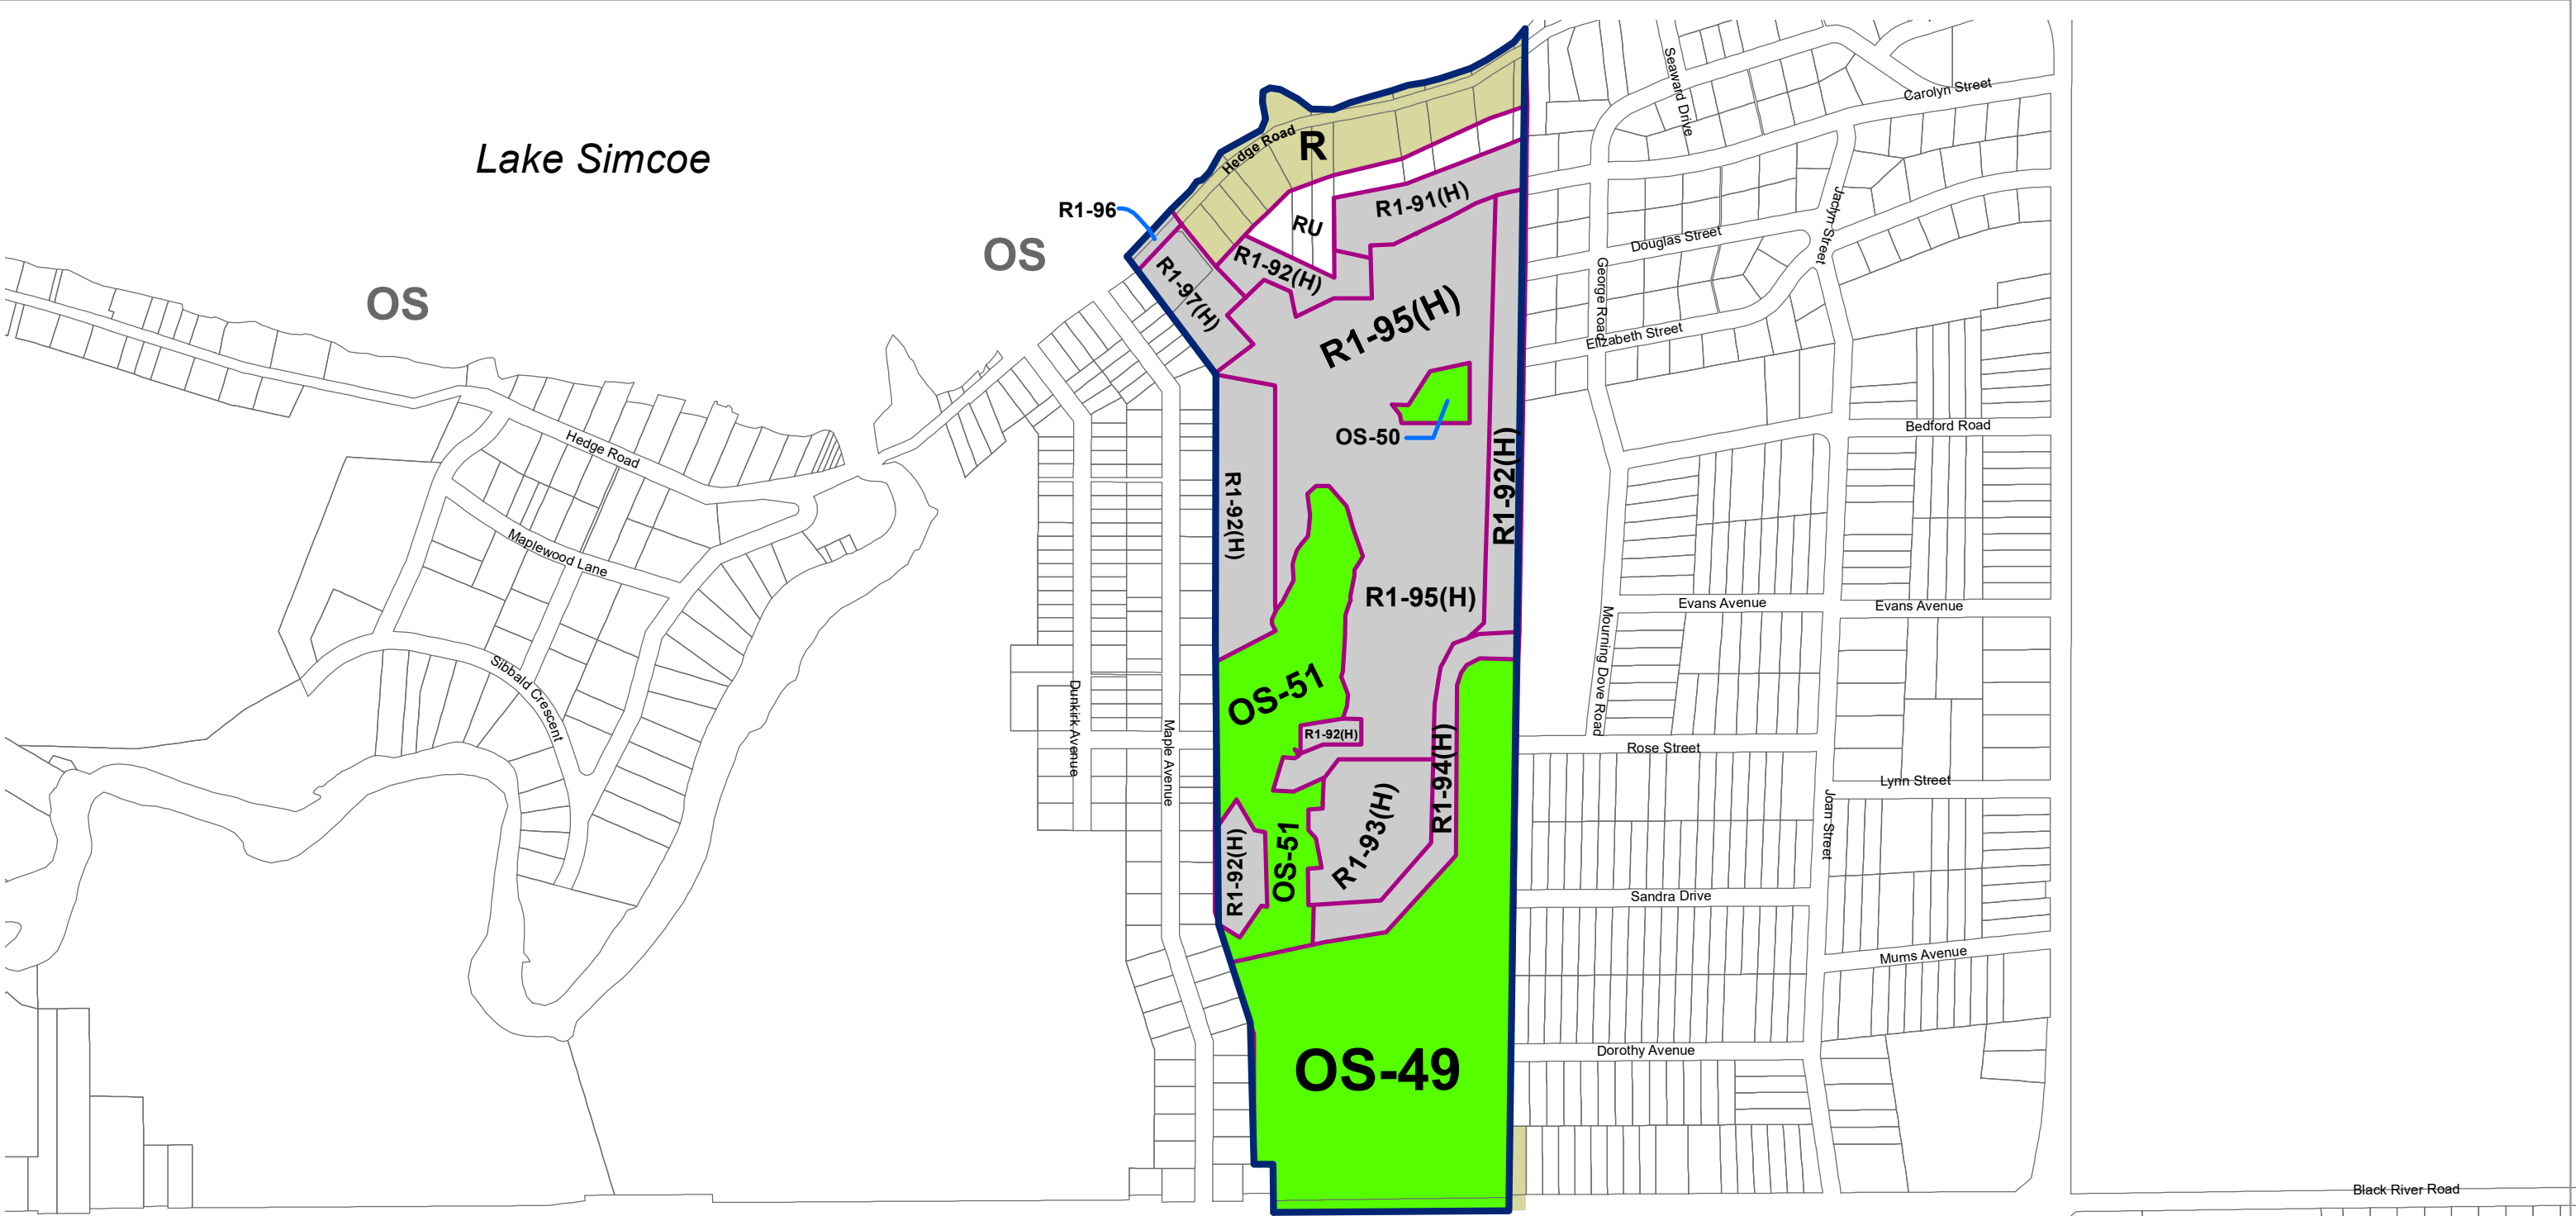 Lake Simcoe
OS
OS
Hedge Road
R
R1-96
RU
R1-91(H)
R1-92(H)
R1-97(H)
R1-95(H)
OS-50
R1-92(H)
R1-92(H)
R1-95(H)
OS-51
R1-92(H)
R1-94(H)
R1-93(H)
OS-51
R1-92(H)
OS-49
Hedge Road
Maplewood Lane
Sibbald Crescent
Dunkirk Avenue
Maple Avenue
Seaward Drive
Carolyn Street
Douglas Street
Jaclyn Street
George Road
Elizabeth Street
Bedford Road
Evans Avenue
Evans Avenue
Mourning Dove Road
Rose Street
Lynn Street
Joan Street
Sandra Drive
Mums Avenue
Dorothy Avenue
Black River Road